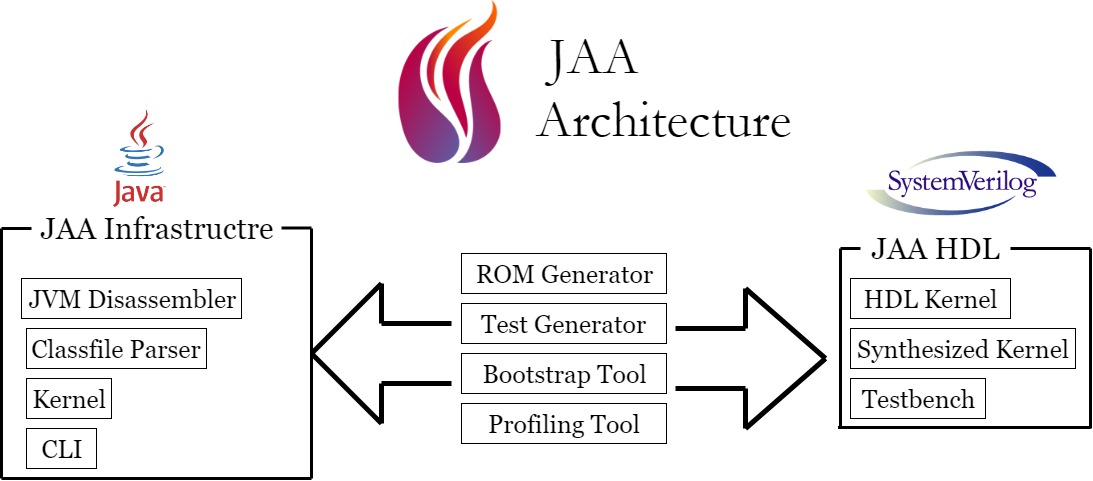 JAA
Architecture
Java
JAA Infrastructre
JVM Disassembler
Classfile Parser
Kernel
CLI
ROM Generator
Test Generator
Bootstrap Tool
Profiling Tool
SystemVerilog
JAA HDL
HDL Kernel
Synthesized Kernel
Testbench